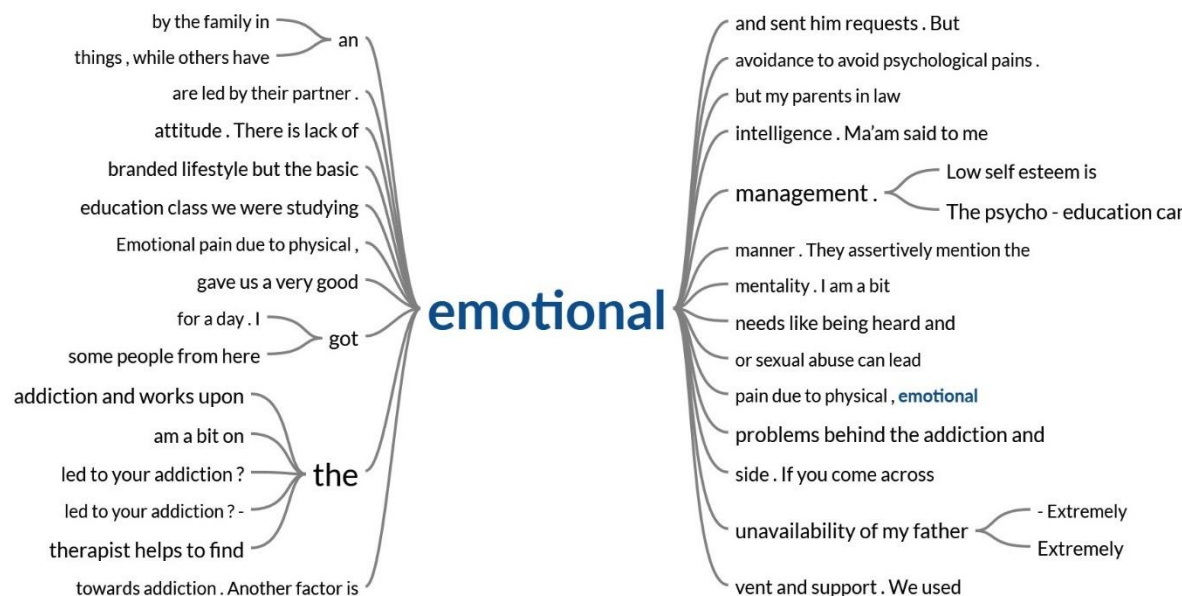 by the family in
things , while others have
an
are led by their partner .
attitude . There is lack of
branded lifestyle but the basic
education class we were studying
Emotional pain due to physical ,
gave us a very good
for a day . I
some people from here
got
addiction and works upon
am a bit on
led to your addiction ?
led to your addiction ? -
therapist helps to find
the
towards addiction . Another factor is
emotional
and sent him requests . But
avoidance to avoid psychological pains .
but my parents in law
intelligence . Ma’am said to me
management .
Low self esteem is
The psycho - education can
manner . They assertively mention the
mentality . I am a bit
needs like being heard and
or sexual abuse can lead
pain due to physical , emotional
problems behind the addiction and
side . If you come across
unavailability of my father
- Extremely
Extremely
vent and support . We used